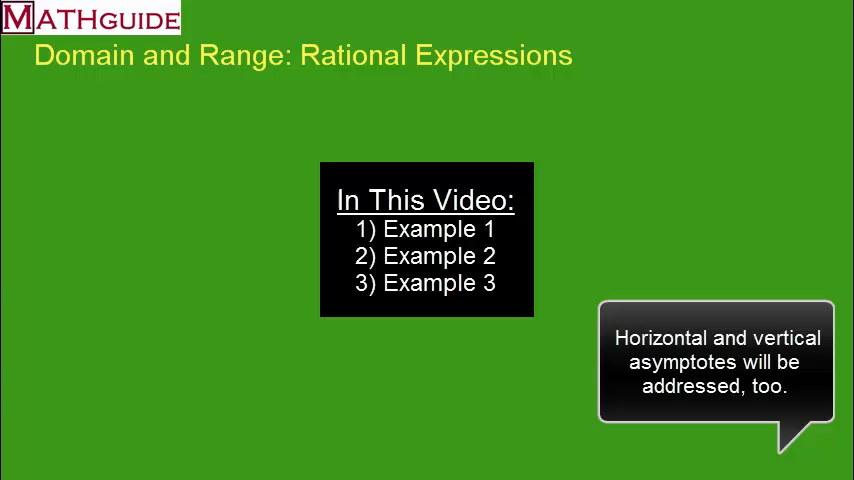 MATHGUIDE
Domain and Range: Rational Expressions
In This Video:
1) Example 1
2) Example 2
3) Example 3
Horizontal and vertical
asymptotes will be
addressed, too.